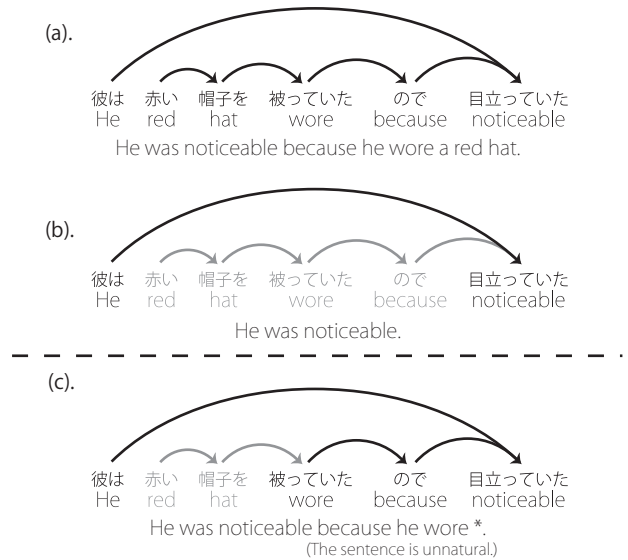 (a).
彼は 赤い 帽子を 被っていた ので 目立っていた
He red hat wore because noticeable
He was noticeable because he wore a red hat.
(b).
彼は 赤い 帽子を 被っていた ので 目立っていた
He red hat wore because noticeable
He was noticeable.
(c).
彼は 赤い 帽子を 被っていた ので 目立っていた
He red hat wore because noticeable
He was noticeable because he wore *.
(The sentence is unnatural.)